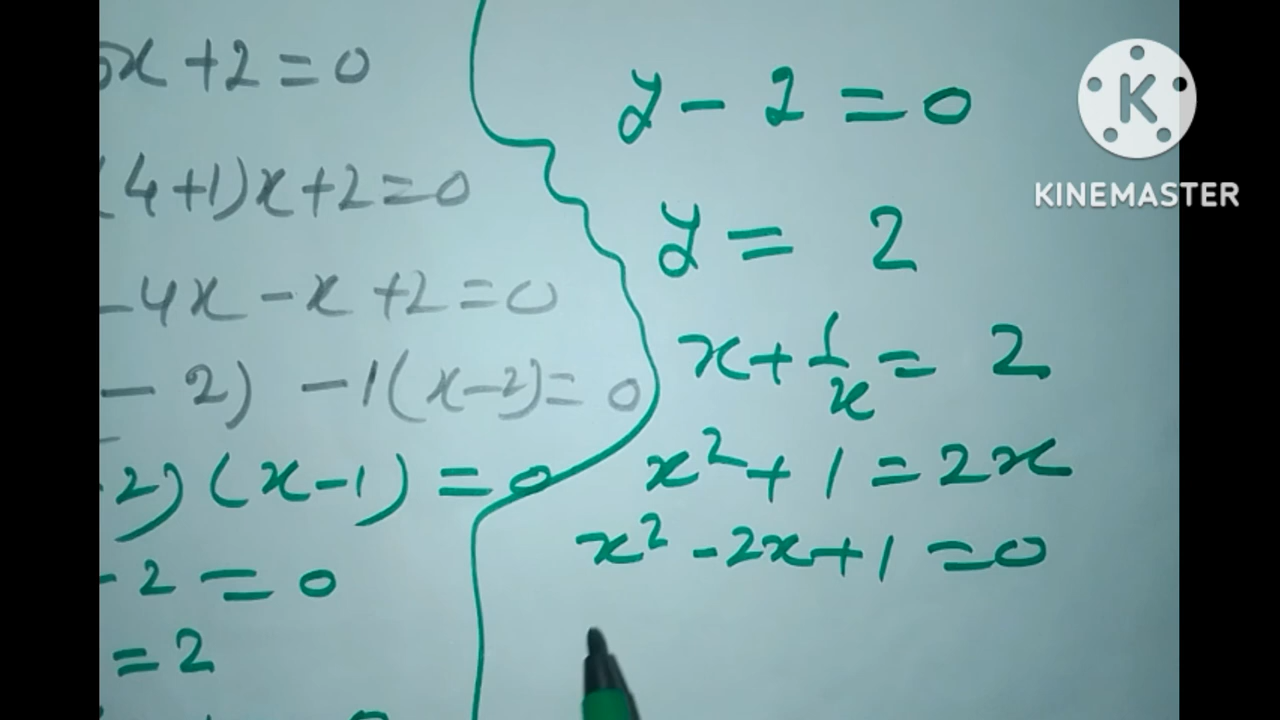 5x + 2 = 0
(4+1)x + 2 = 0
- 4x - x + 2 = 0
- 2) - 1(x - 2) = 0
2) (x - 1) = 0
- 2 = 0
= 2
y - 2 = 0
y = 2
x + 1/x = 2
x² + 1 = 2x
x² - 2x + 1 = 0
K
KINEMASTER